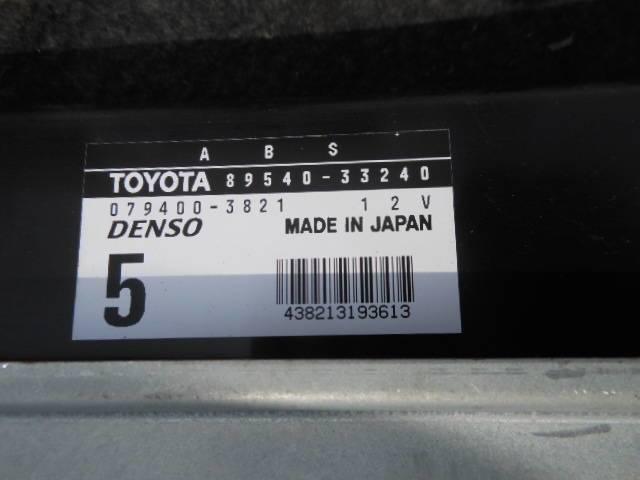 A B S
TOYOTA 89540-33240
079400-3821 12V
DENSO MADE IN JAPAN
5
438213193613